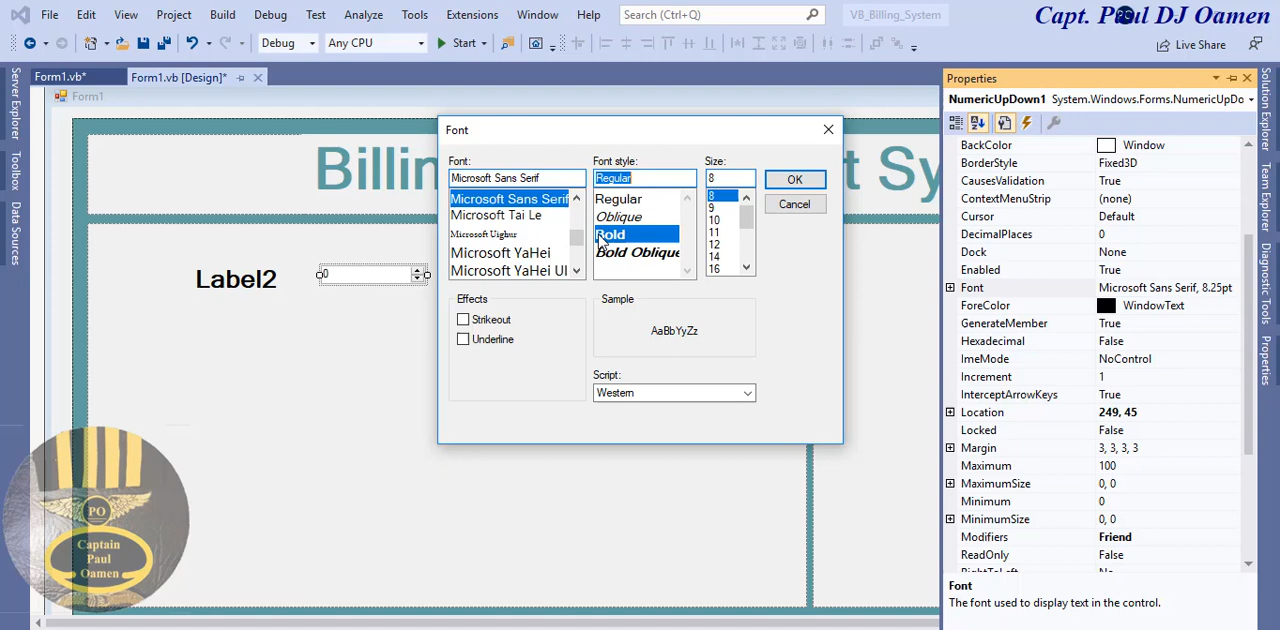 File Edit View Project Build Debug Test Analyze Tools Extensions Window Help Search (Ctrl+Q) VB_Billing_System
Capt. Paul DJ Oamen
Debug Any CPU Start Live Share
Form1.vb* Form1.vb [Design]*
Form1
Server Explorer
Toolbox
Data Sources
Label2
0
Font
Font: Font style: Size:
Microsoft Sans Serif Regular 8 OK
Microsoft Sans Serif Regular 8
Microsoft Tai Le Oblique 9 Cancel
Microsoft Uighur Bold 10
Microsoft YaHei Bold Oblique 11
Microsoft YaHei UI 12
14
16
Effects Sample
Strikeout
Underline
AaBbYyZz
Script:
Western
Properties
NumericUpDown1 System.Windows.Forms.NumericUpDo
BackColor Window
BorderStyle Fixed3D
CausesValidation True
ContextMenuStrip (none)
Cursor Default
DecimalPlaces 0
Dock None
Enabled True
Font Microsoft Sans Serif, 8.25pt
ForeColor WindowText
GenerateMember True
Hexadecimal False
ImeMode NoControl
Increment 1
InterceptArrowKeys True
Location 249, 45
Locked False
Margin 3, 3, 3, 3
Maximum 100
MaximumSize 0, 0
Minimum 0
MinimumSize 0, 0
Modifiers Friend
ReadOnly False
Font
The font used to display text in the control.
Solution Explorer
Team Explorer
Diagnostic Tools
Properties
PO
Captain
Paul
Oamen